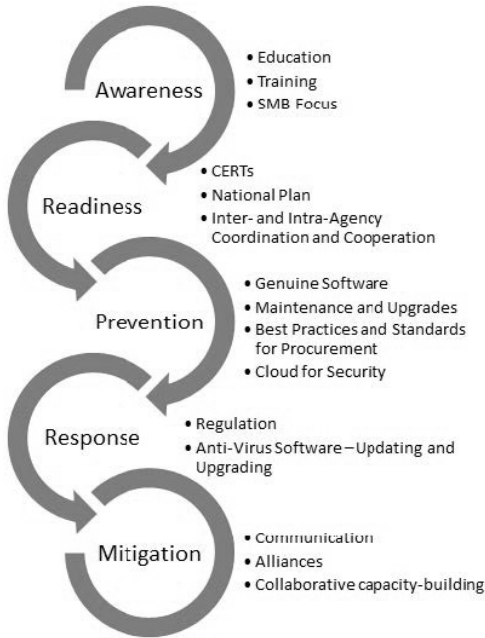 Awareness
• Education
• Training
• SMB Focus
Readiness
• CERTs
• National Plan
• Inter- and Intra-Agency
Coordination and Cooperation
Prevention
• Genuine Software
• Maintenance and Upgrades
• Best Practices and Standards
for Procurement
• Cloud for Security
Response
• Regulation
• Anti-Virus Software – Updating and
Upgrading
Mitigation
• Communication
• Alliances
• Collaborative capacity-building